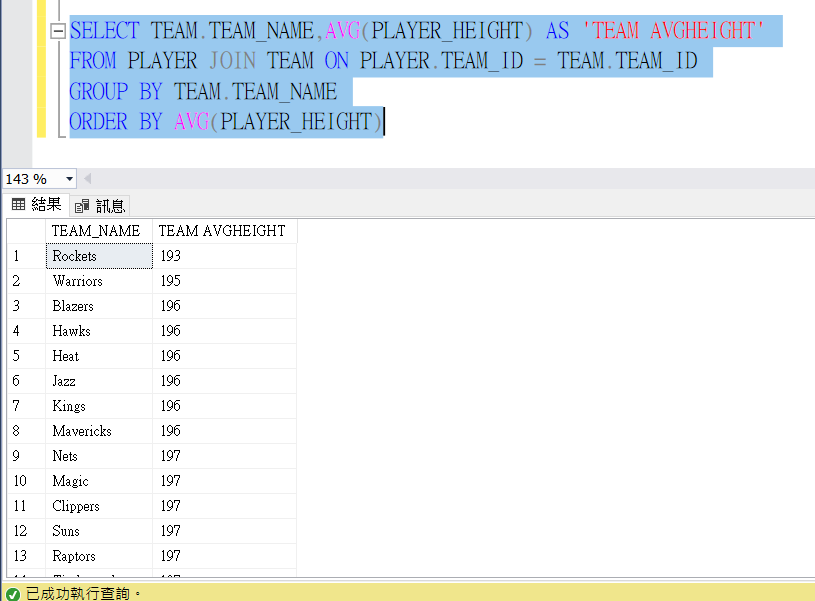 SELECT TEAM.TEAM_NAME,AVG(PLAYER_HEIGHT) AS 'TEAM AVGHEIGHT'
FROM PLAYER JOIN TEAM ON PLAYER.TEAM_ID = TEAM.TEAM_ID
GROUP BY TEAM.TEAM_NAME
ORDER BY AVG(PLAYER_HEIGHT)
143 %
結果 訊息
TEAM_NAME TEAM AVGHEIGHT
1 Rockets 193
2 Warriors 195
3 Blazers 196
4 Hawks 196
5 Heat 196
6 Jazz 196
7 Kings 196
8 Mavericks 196
9 Nets 197
10 Magic 197
11 Clippers 197
12 Suns 197
13 Raptors 197
已成功執行查詢。